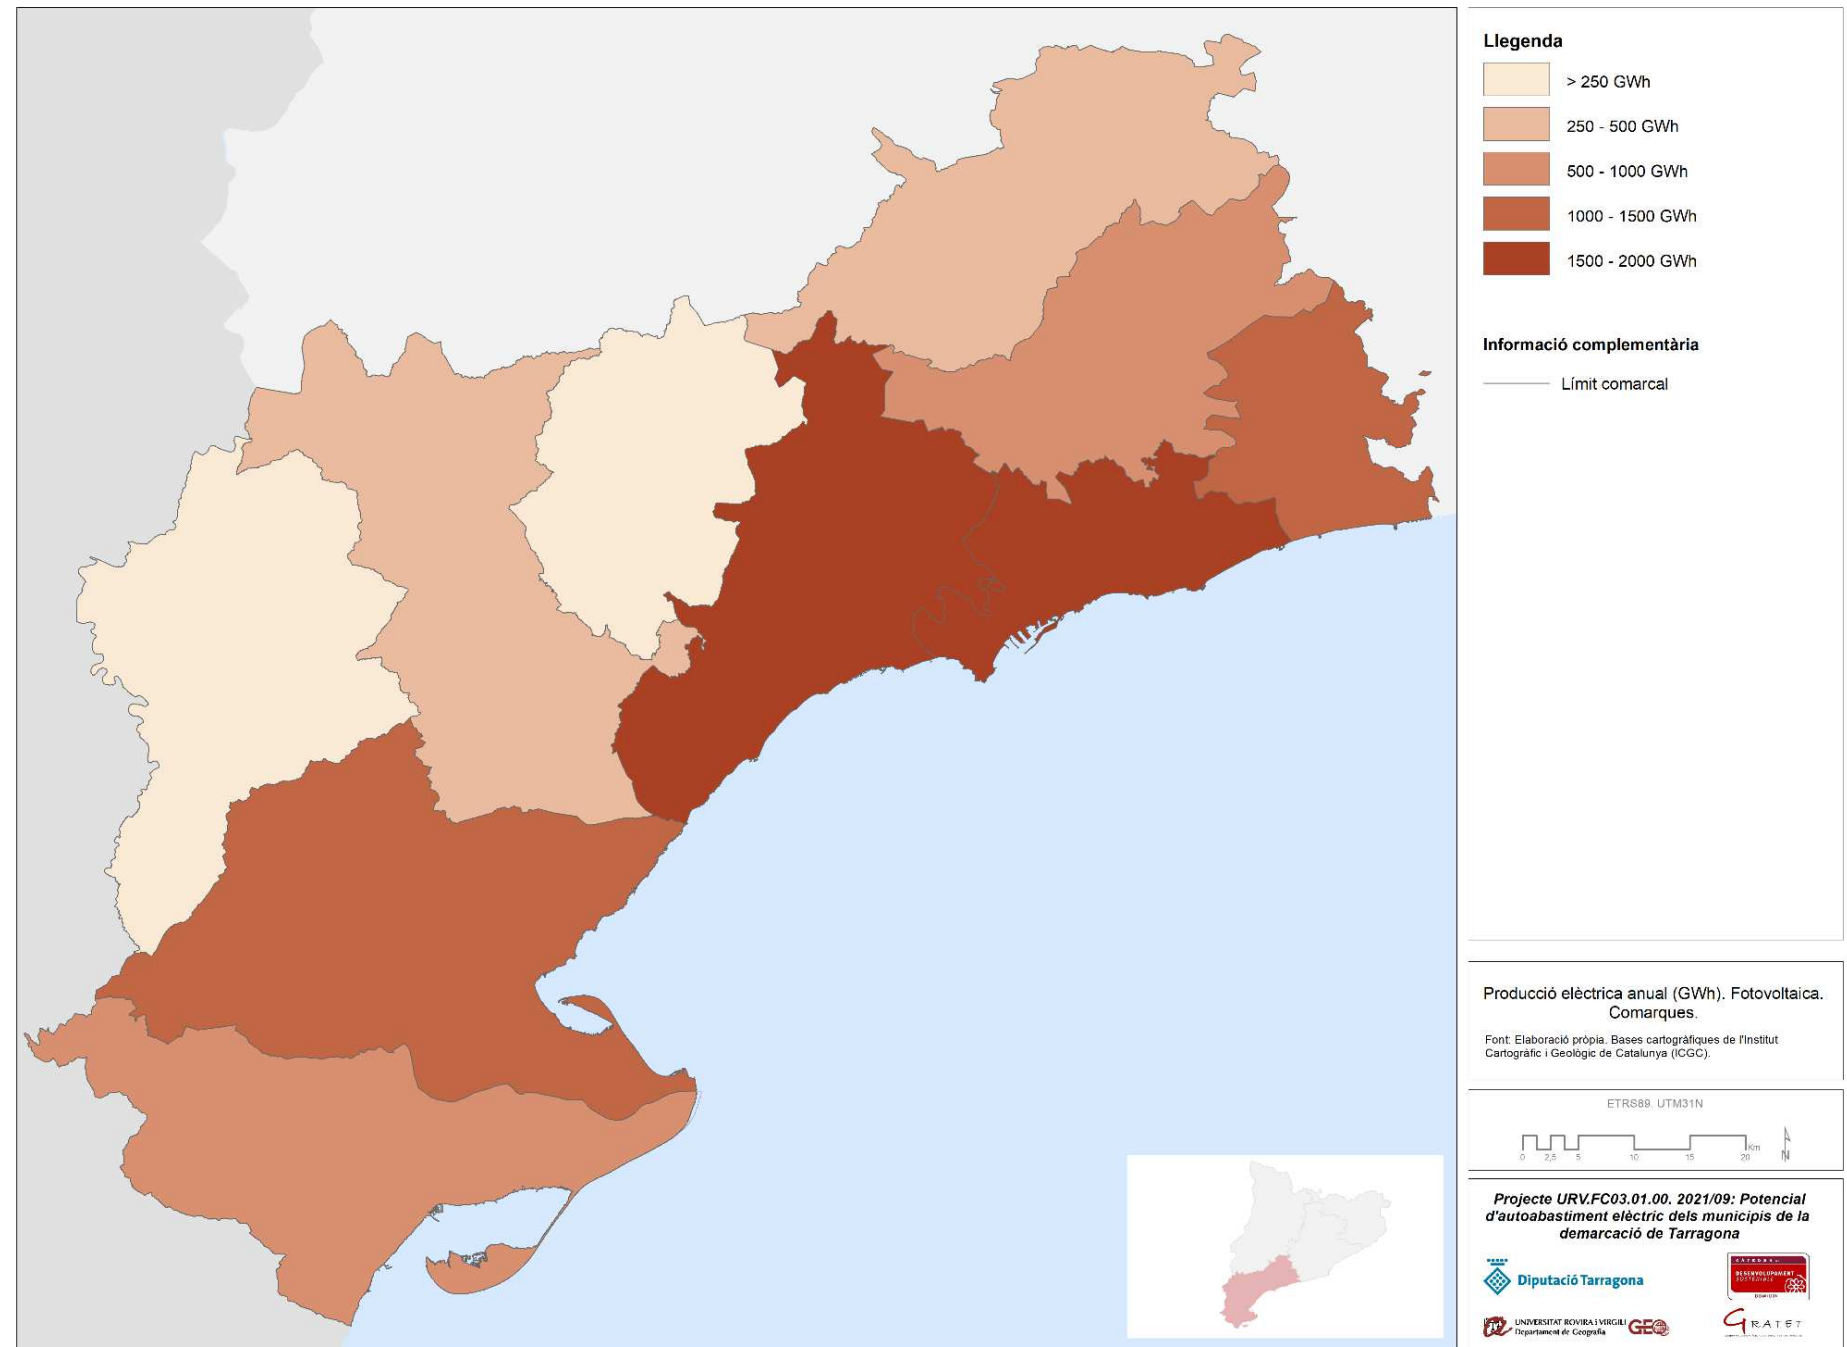 Llegenda
> 250 GWh
250 - 500 GWh
500 - 1000 GWh
1000 - 1500 GWh
1500 - 2000 GWh
Informació complementària
Límit comarcal
Producció elèctrica anual (GWh). Fotovoltaica.
Comarques.
Font: Elaboració pròpia. Bases cartogràfiques de l'Institut
Cartogràfic i Geològic de Catalunya (ICGC).
ETRS89. UTM31N
Km
0 2,5 5 10 15 20
N
Projecte URV.FC03.01.00. 2021/09: Potencial
d'autoabastiment elèctric dels municipis de la
demarcació de Tarragona
Diputació Tarragona
DESENVOLUPAMENT
SOSTENIBLE
UNIVERSITAT ROVIRA I VIRGILI
Departament de Geografia
GEO
GRATET